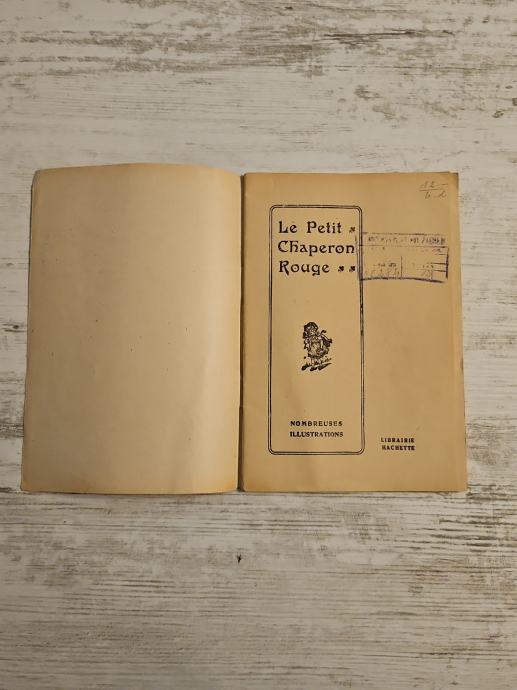 Le Petit
Chaperon
Rouge
NOMBREUSES
ILLUSTRATIONS
LIBRAIRIE
HACHETTE